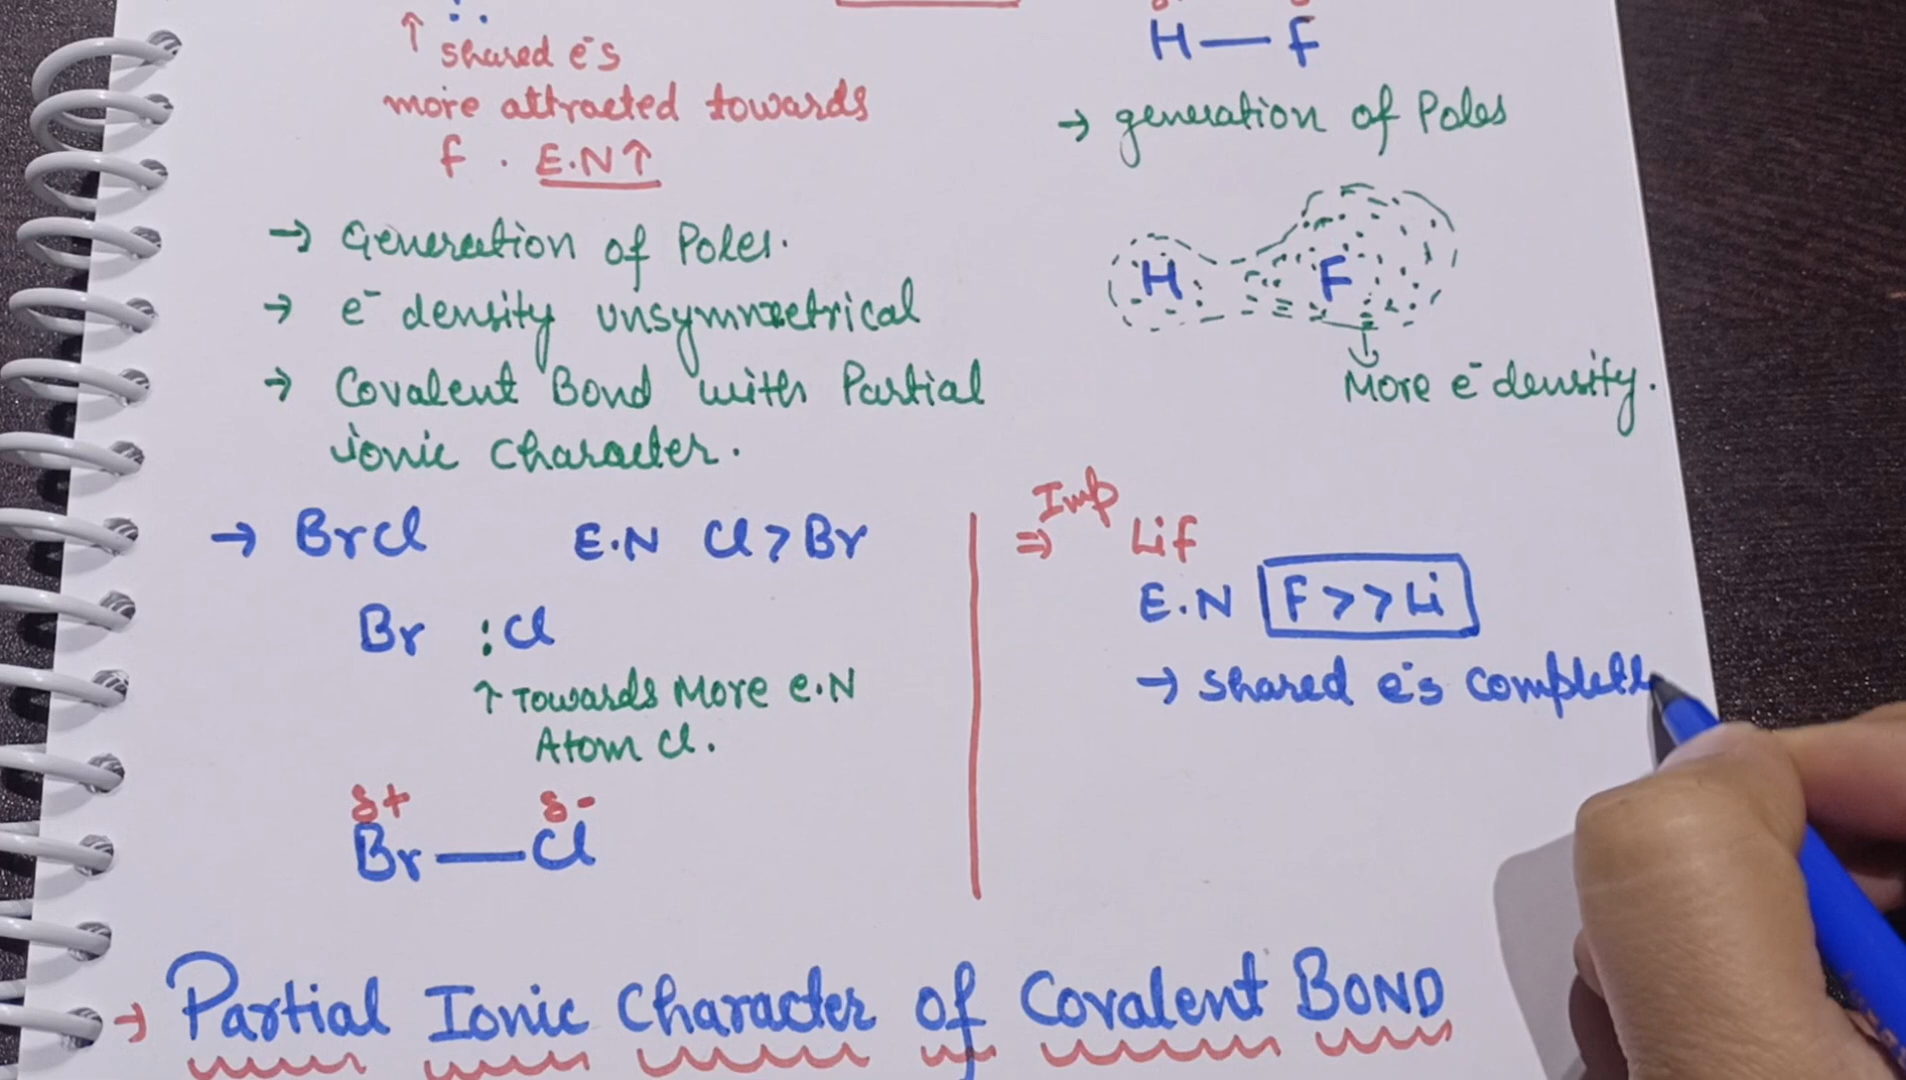 ↑ shared e⁻s
more attracted towards
F . E.N↑
→ Generation of Poles.
→ e⁻ density unsymmetrical
→ Covalent Bond with Partial
ionic character.
H—F
→ generation of Poles
H F
More e⁻ density.
→ BrCl E.N Cl > Br
Br :Cl
↑ Towards More e.N
Atom Cl.
δ+ δ-
Br—Cl
Imp
⇒ LiF
E.N F>>Li
→ Shared e⁻s Complete
→ Partial Ionic Character of Covalent BOND